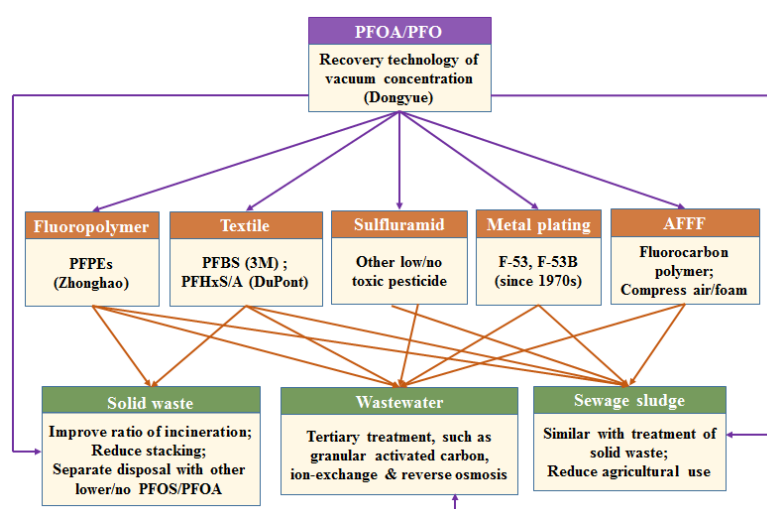 PFOA/PFO
Recovery technology of
vacuum concentration
(Dongyue)
Fluoropolymer
PFPEs
(Zhonghao)
Textile
PFBS (3M) ;
PFHxS/A (DuPont)
Sulfluramid
Other low/no
toxic pesticide
Metal plating
F-53, F-53B
(since 1970s)
AFFF
Fluorocarbon
polymer;
Compress air/foam
Solid waste
Improve ratio of incineration;
Reduce stacking;
Separate disposal with other
lower/no PFOS/PFOA
Wastewater
Tertiary treatment, such as
granular activated carbon,
ion-exchange & reverse osmosis
Sewage sludge
Similar with treatment of
solid waste;
Reduce agricultural use